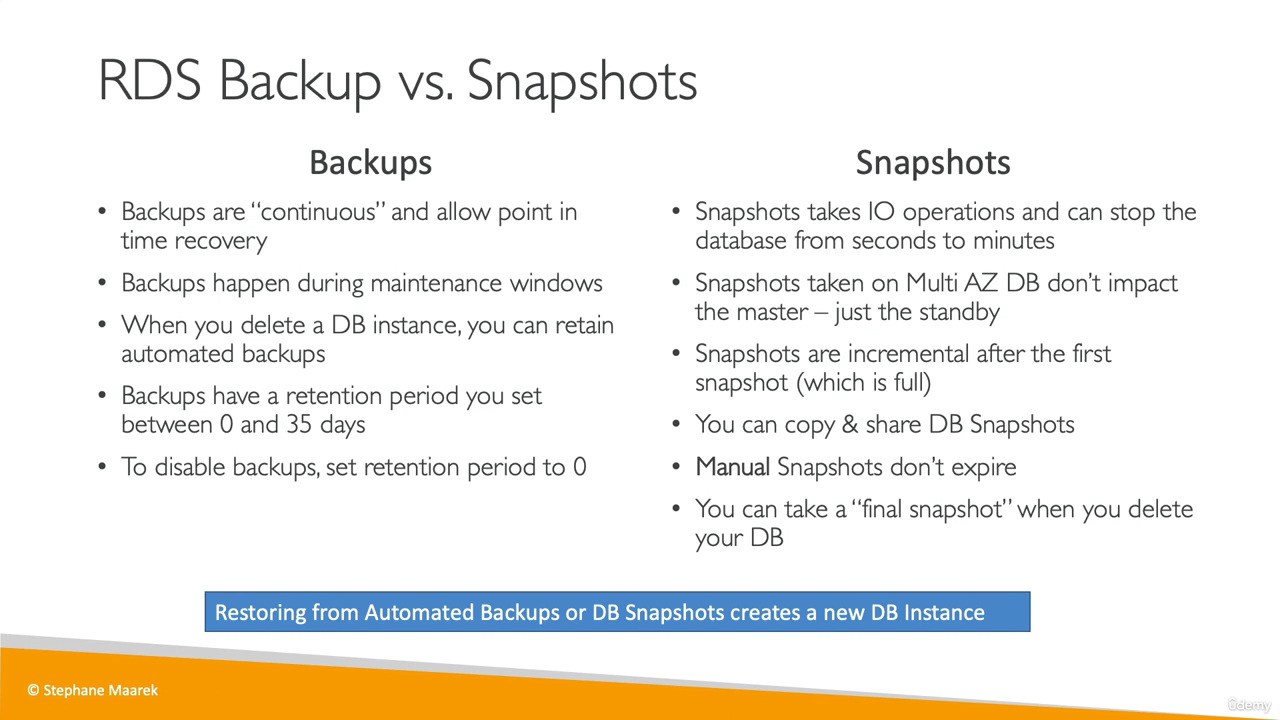 RDS Backup vs. Snapshots
Backups
• Backups are “continuous” and allow point in
time recovery
• Backups happen during maintenance windows
• When you delete a DB instance, you can retain
automated backups
• Backups have a retention period you set
between 0 and 35 days
• To disable backups, set retention period to 0
Snapshots
• Snapshots takes IO operations and can stop the
database from seconds to minutes
• Snapshots taken on Multi AZ DB don’t impact
the master – just the standby
• Snapshots are incremental after the first
snapshot (which is full)
• You can copy & share DB Snapshots
• Manual Snapshots don’t expire
• You can take a “final snapshot” when you delete
your DB
Restoring from Automated Backups or DB Snapshots creates a new DB Instance
© Stephane Maarek
ûdemy